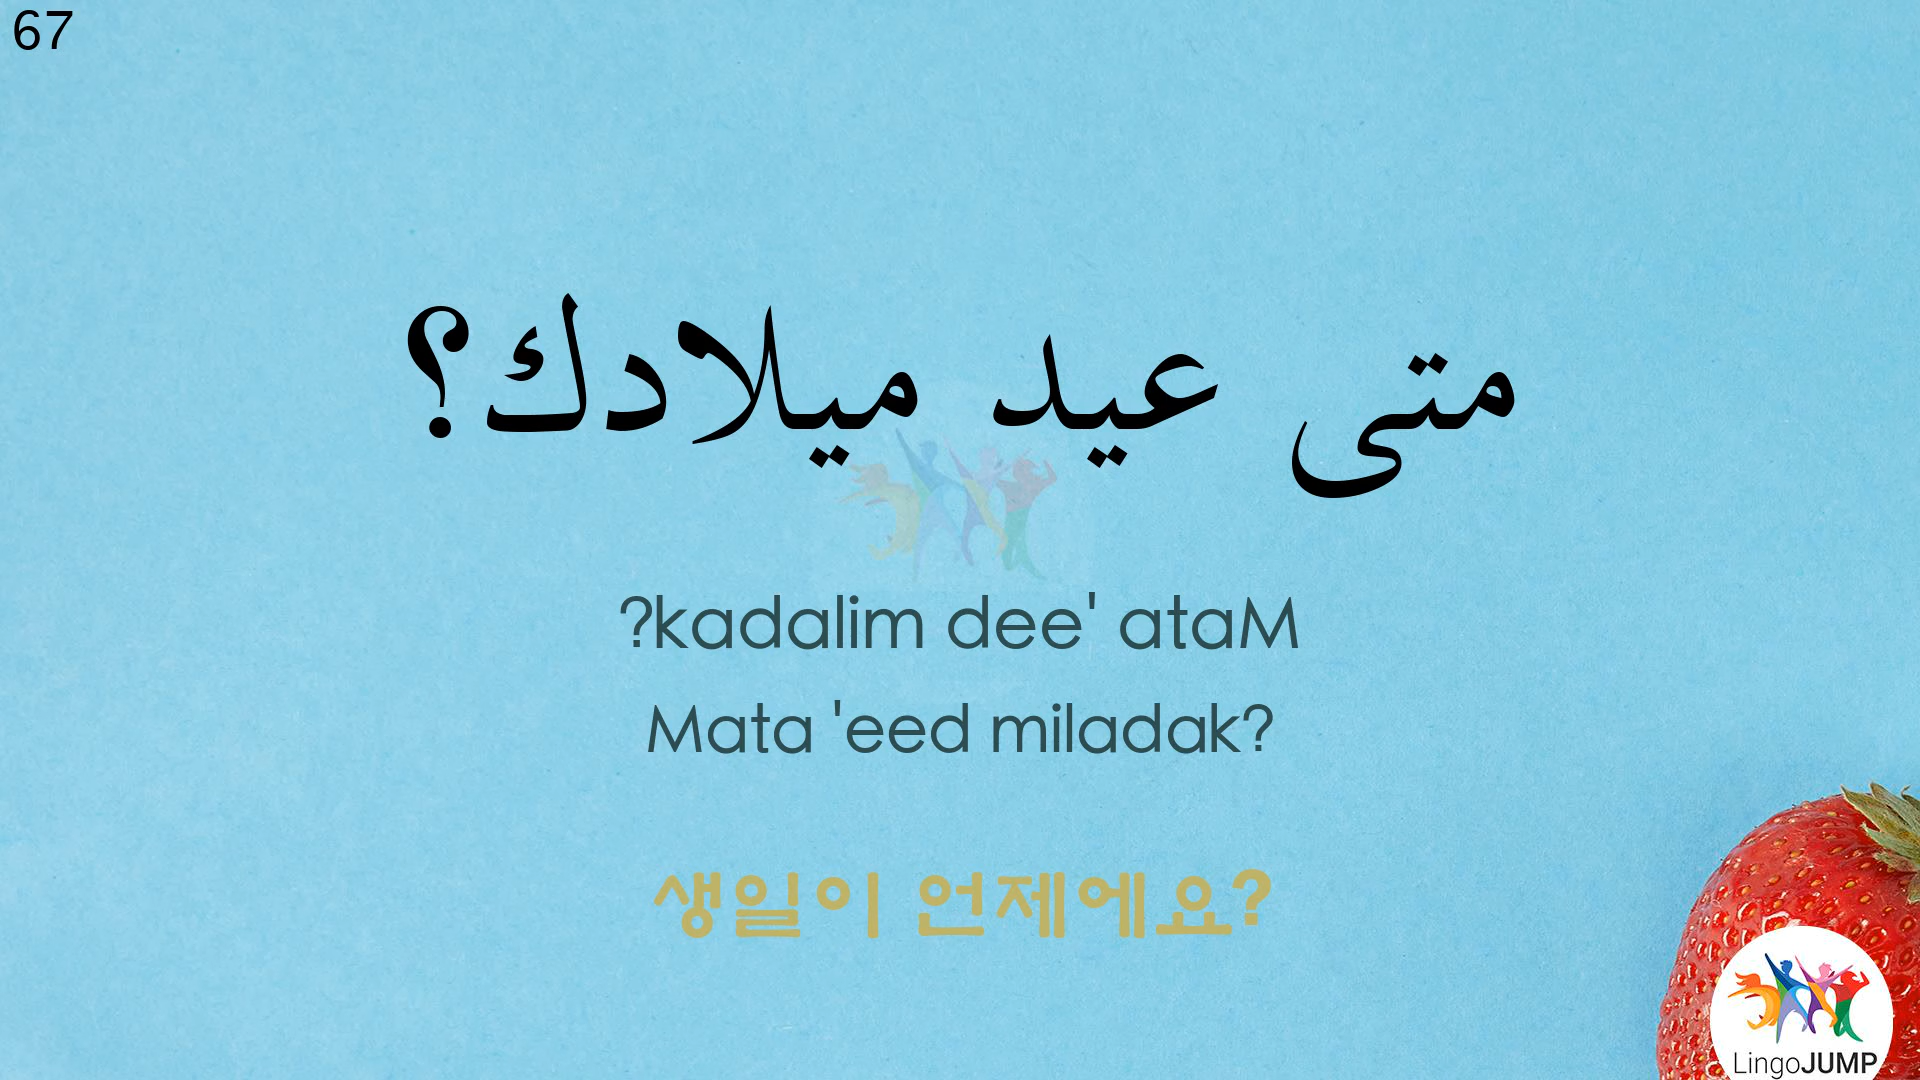 67
متى عيد ميلادك؟
?kadalim dee' ataM
Mata 'eed miladak?
생일이 언제에요?
LingoJUMP